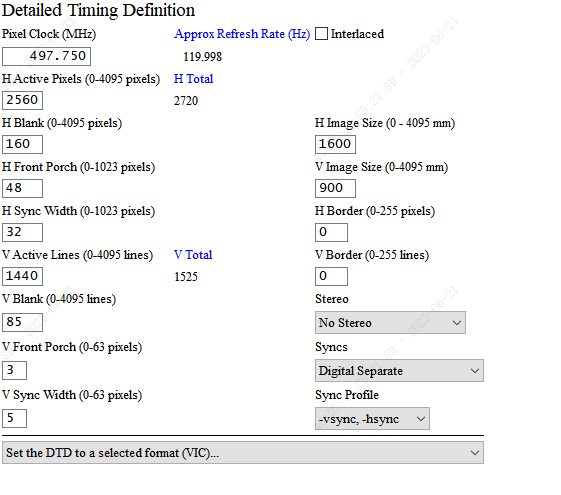 Detailed Timing Definition
Pixel Clock (MHz) Approx Refresh Rate (Hz) Interlaced
497.750 119.998
H Active Pixels (0-4095 pixels) H Total
2560 2720
H Blank (0-4095 pixels) H Image Size (0 - 4095 mm)
160 1600
H Front Porch (0-1023 pixels) V Image Size (0-4095 mm)
48 900
H Sync Width (0-1023 pixels) H Border (0-255 pixels)
32 0
V Active Lines (0-4095 lines) V Total V Border (0-255 lines)
1440 1525 0
V Blank (0-4095 lines) Stereo
85 No Stereo
V Front Porch (0-63 pixels) Syncs
3 Digital Separate
V Sync Width (0-63 pixels) Sync Profile
5 -vsync, -hsync
Set the DTD to a selected format (VIC)...